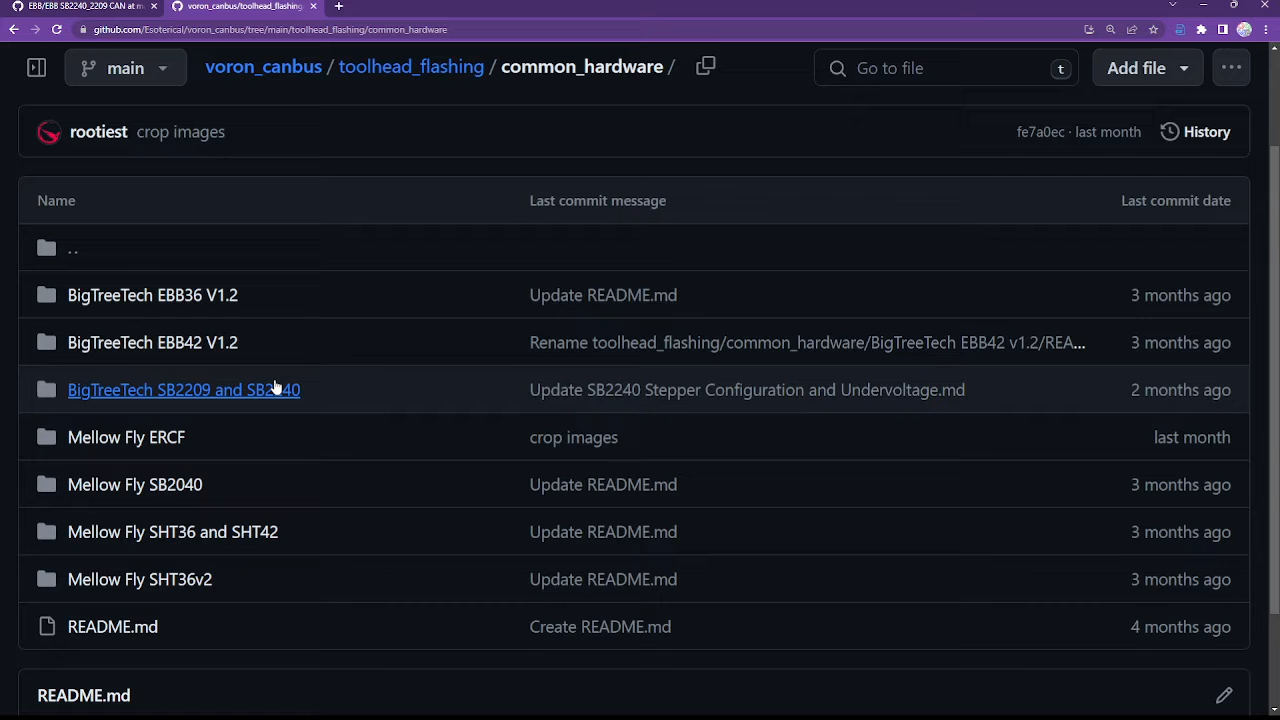 EBB/EBB SB2240_2209 CAN at m
voron_canbus/toolhead_flashing
github.com/Esoterical/voron_canbus/tree/main/toolhead_flashing/common_hardware
main voron_canbus / toolhead_flashing / common_hardware / Go to file t Add file
rootiest crop images fe7a0ec · last month History
Name Last commit message Last commit date
..
BigTreeTech EBB36 V1.2 Update README.md 3 months ago
BigTreeTech EBB42 V1.2 Rename toolhead_flashing/common_hardware/BigTreeTech EBB42 v1.2/REA... 3 months ago
BigTreeTech SB2209 and SB2240 Update SB2240 Stepper Configuration and Undervoltage.md 2 months ago
Mellow Fly ERCF crop images last month
Mellow Fly SB2040 Update README.md 3 months ago
Mellow Fly SHT36 and SHT42 Update README.md 3 months ago
Mellow Fly SHT36v2 Update README.md 3 months ago
README.md Create README.md 4 months ago
README.md